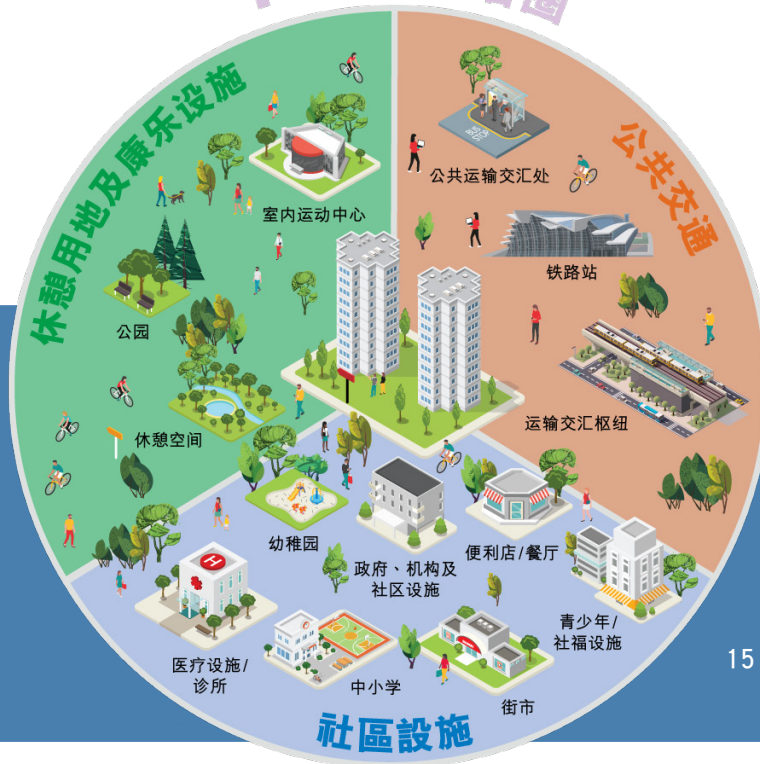 休憩用地及康乐设施
公共交通
室内运动中心
公园
休憩空间
公共运输交汇处
铁路站
运输交汇枢纽
幼稚园
政府、机构及
社区设施
便利店/餐厅
青少年/
社福设施
H
医疗设施/
诊所
中小学
街市
社區設施
15